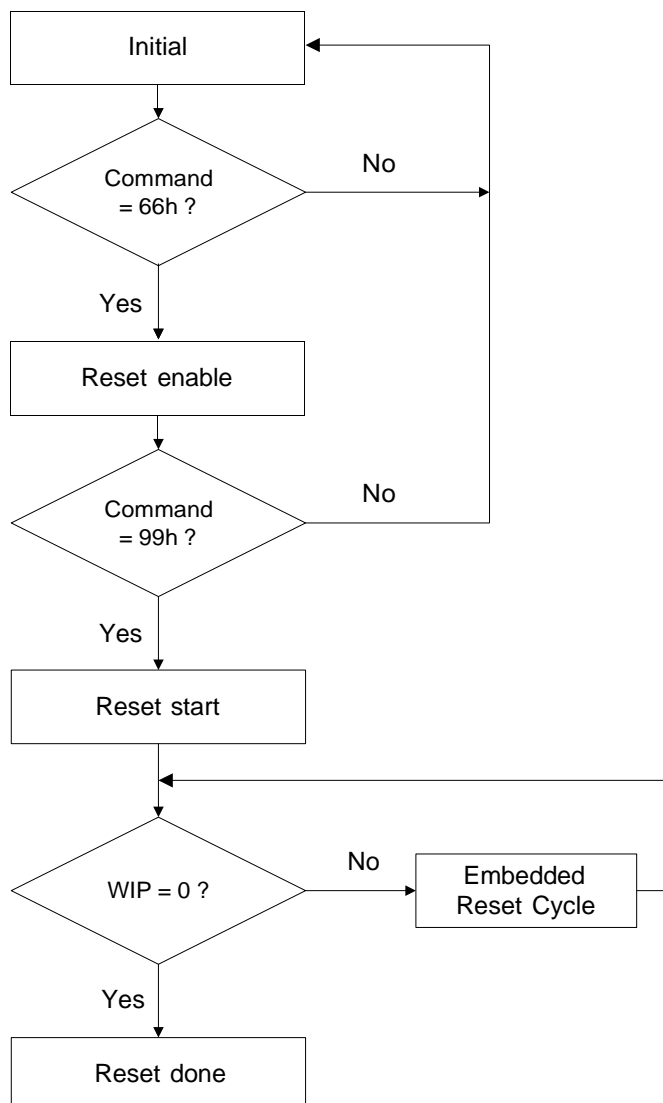 Initial
Command
= 66h ?
No
Yes
Reset enable
Command
= 99h ?
No
Yes
Reset start
WIP = 0 ?
No
Embedded
Reset Cycle
Yes
Reset done